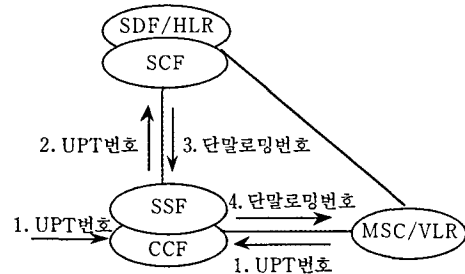 SDF/HLR
SCF
2. UPT번호
3. 단말로밍번호
SSF
4. 단말로밍번호
1. UPT번호
CCF
MSC/VLR
1. UPT번호